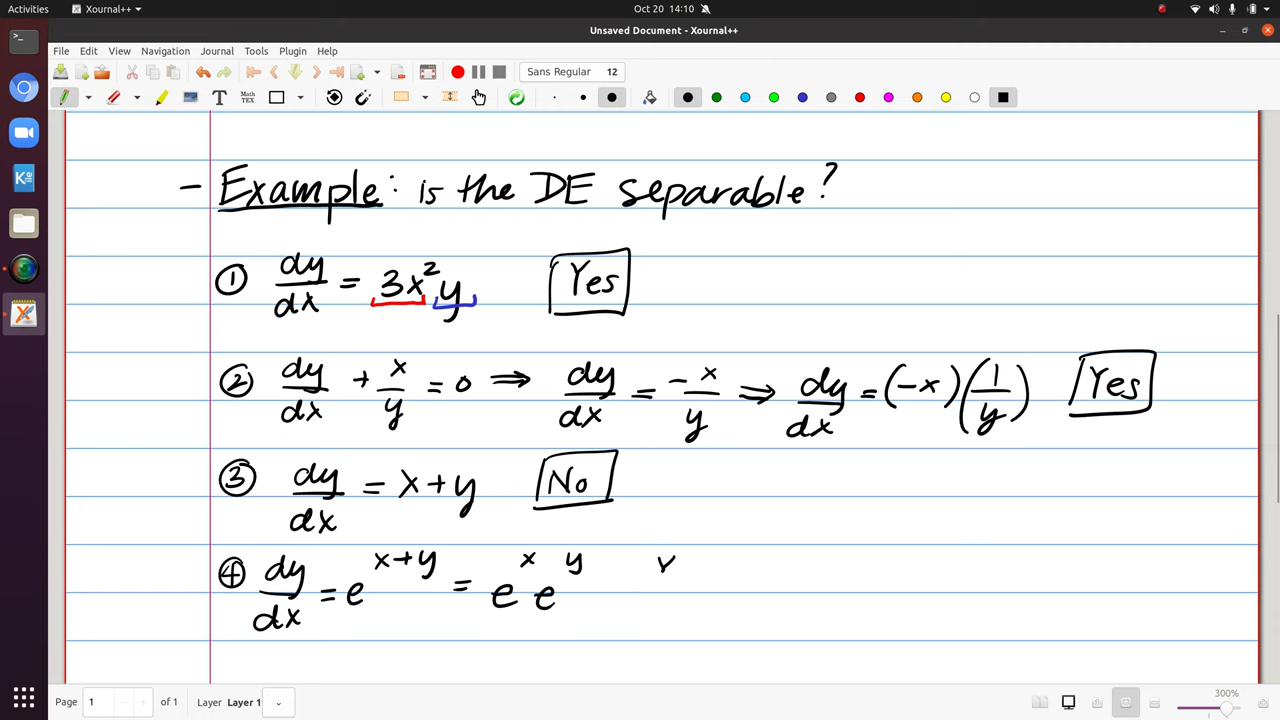 Activities Xournal++ Oct 20 14:10
Unsaved Document - Xournal++
File Edit View Navigation Journal Tools Plugin Help
Sans Regular 12
Math TEX
- Example: is the DE separable?
① dy/dx = 3x²y Yes
② dy/dx + x/y = 0 ⇒ dy/dx = -x/y ⇒ dy/dx = (-x)(1/y) Yes
③ dy/dx = x+y No
④ dy/dx = e^(x+y) = e^x e^y
Page 1 of 1 Layer Layer 1 300%